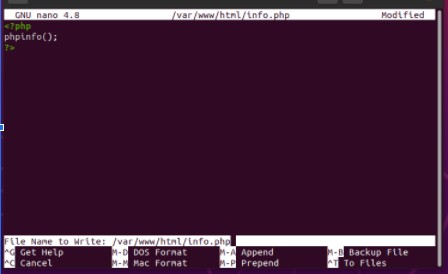 GNU nano 4.8 /var/www/html/info.php Modified
<?php
phpinfo();
?>
File Name to Write: /var/www/html/info.php
^G Get Help M-D DOS Format M-A Append M-B Backup File
^C Cancel M-M Mac Format M-P Prepend ^T To Files